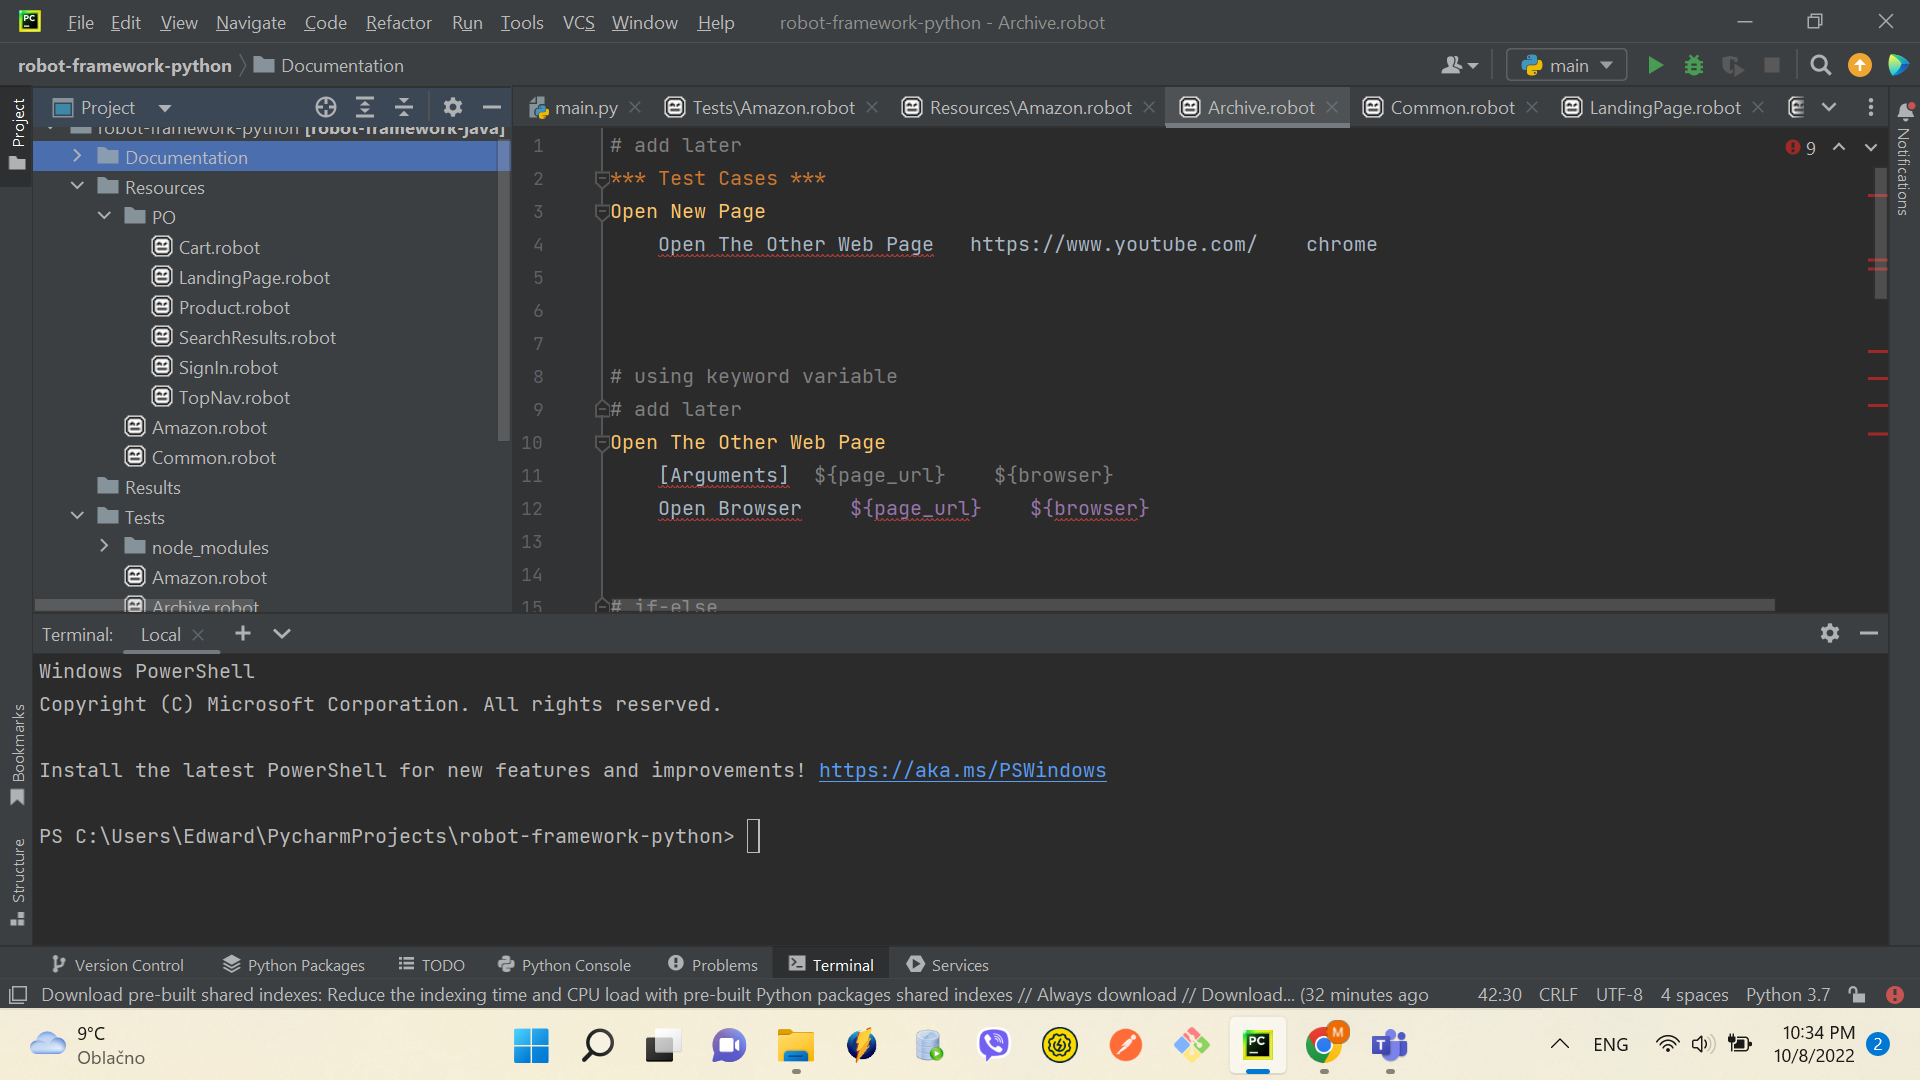 PC File Edit View Navigate Code Refactor Run Tools VCS Window Help robot-framework-python - Archive.robot
robot-framework-python Documentation main
Project
Project
main.py Tests\Amazon.robot Resources\Amazon.robot Archive.robot Common.robot LandingPage.robot
Notifications
robot-framework-python [robot-framework-java]
Documentation
Resources
PO
Cart.robot
LandingPage.robot
Product.robot
SearchResults.robot
SignIn.robot
TopNav.robot
Amazon.robot
Common.robot
Results
Tests
node_modules
Amazon.robot
Archive.robot
9
1 # add later
2 *** Test Cases ***
3 Open New Page
4 Open The Other Web Page https://www.youtube.com/ chrome
5
6
7
8 # using keyword variable
9 # add later
10 Open The Other Web Page
11 [Arguments] ${page_url} ${browser}
12 Open Browser ${page_url} ${browser}
13
14
15 # if-else
Terminal: Local
Windows PowerShell
Copyright (C) Microsoft Corporation. All rights reserved.
Install the latest PowerShell for new features and improvements! https://aka.ms/PSWindows
PS C:\Users\Edward\PycharmProjects\robot-framework-python>
Bookmarks
Structure
Version Control Python Packages TODO Python Console Problems Terminal Services
Download pre-built shared indexes: Reduce the indexing time and CPU load with pre-built Python packages shared indexes // Always download // Download... (32 minutes ago 42:30 CRLF UTF-8 4 spaces Python 3.7
9°C
Oblačno
PC
M
T
ENG
10:34 PM
10/8/2022
2